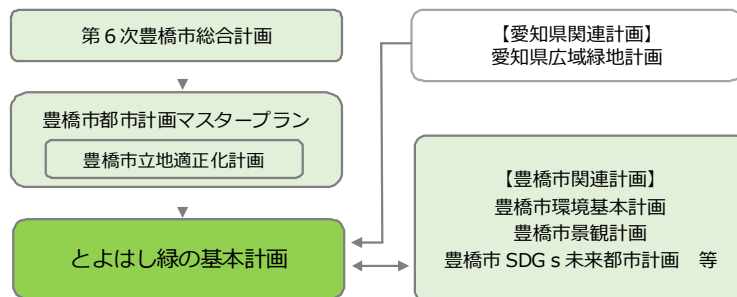 第６次豊橋市総合計画
豊橋市都市計画マスタープラン
豊橋市立地適正化計画
とよはし緑の基本計画
【愛知県関連計画】
愛知県広域緑地計画
【豊橋市関連計画】
豊橋市環境基本計画
豊橋市景観計画
豊橋市 SDGｓ未来都市計画　等